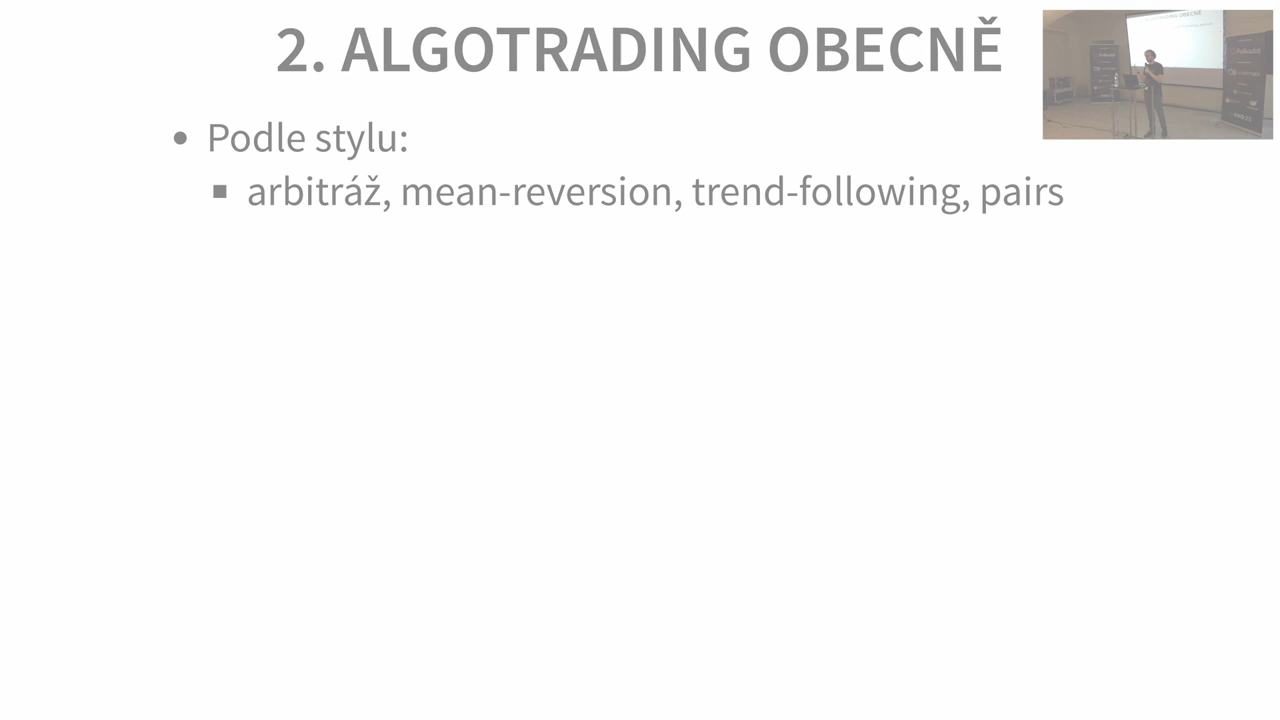 2. ALGOTRADING OBECNĚ
Podle stylu:
arbitráž, mean-reversion, trend-following, pairs